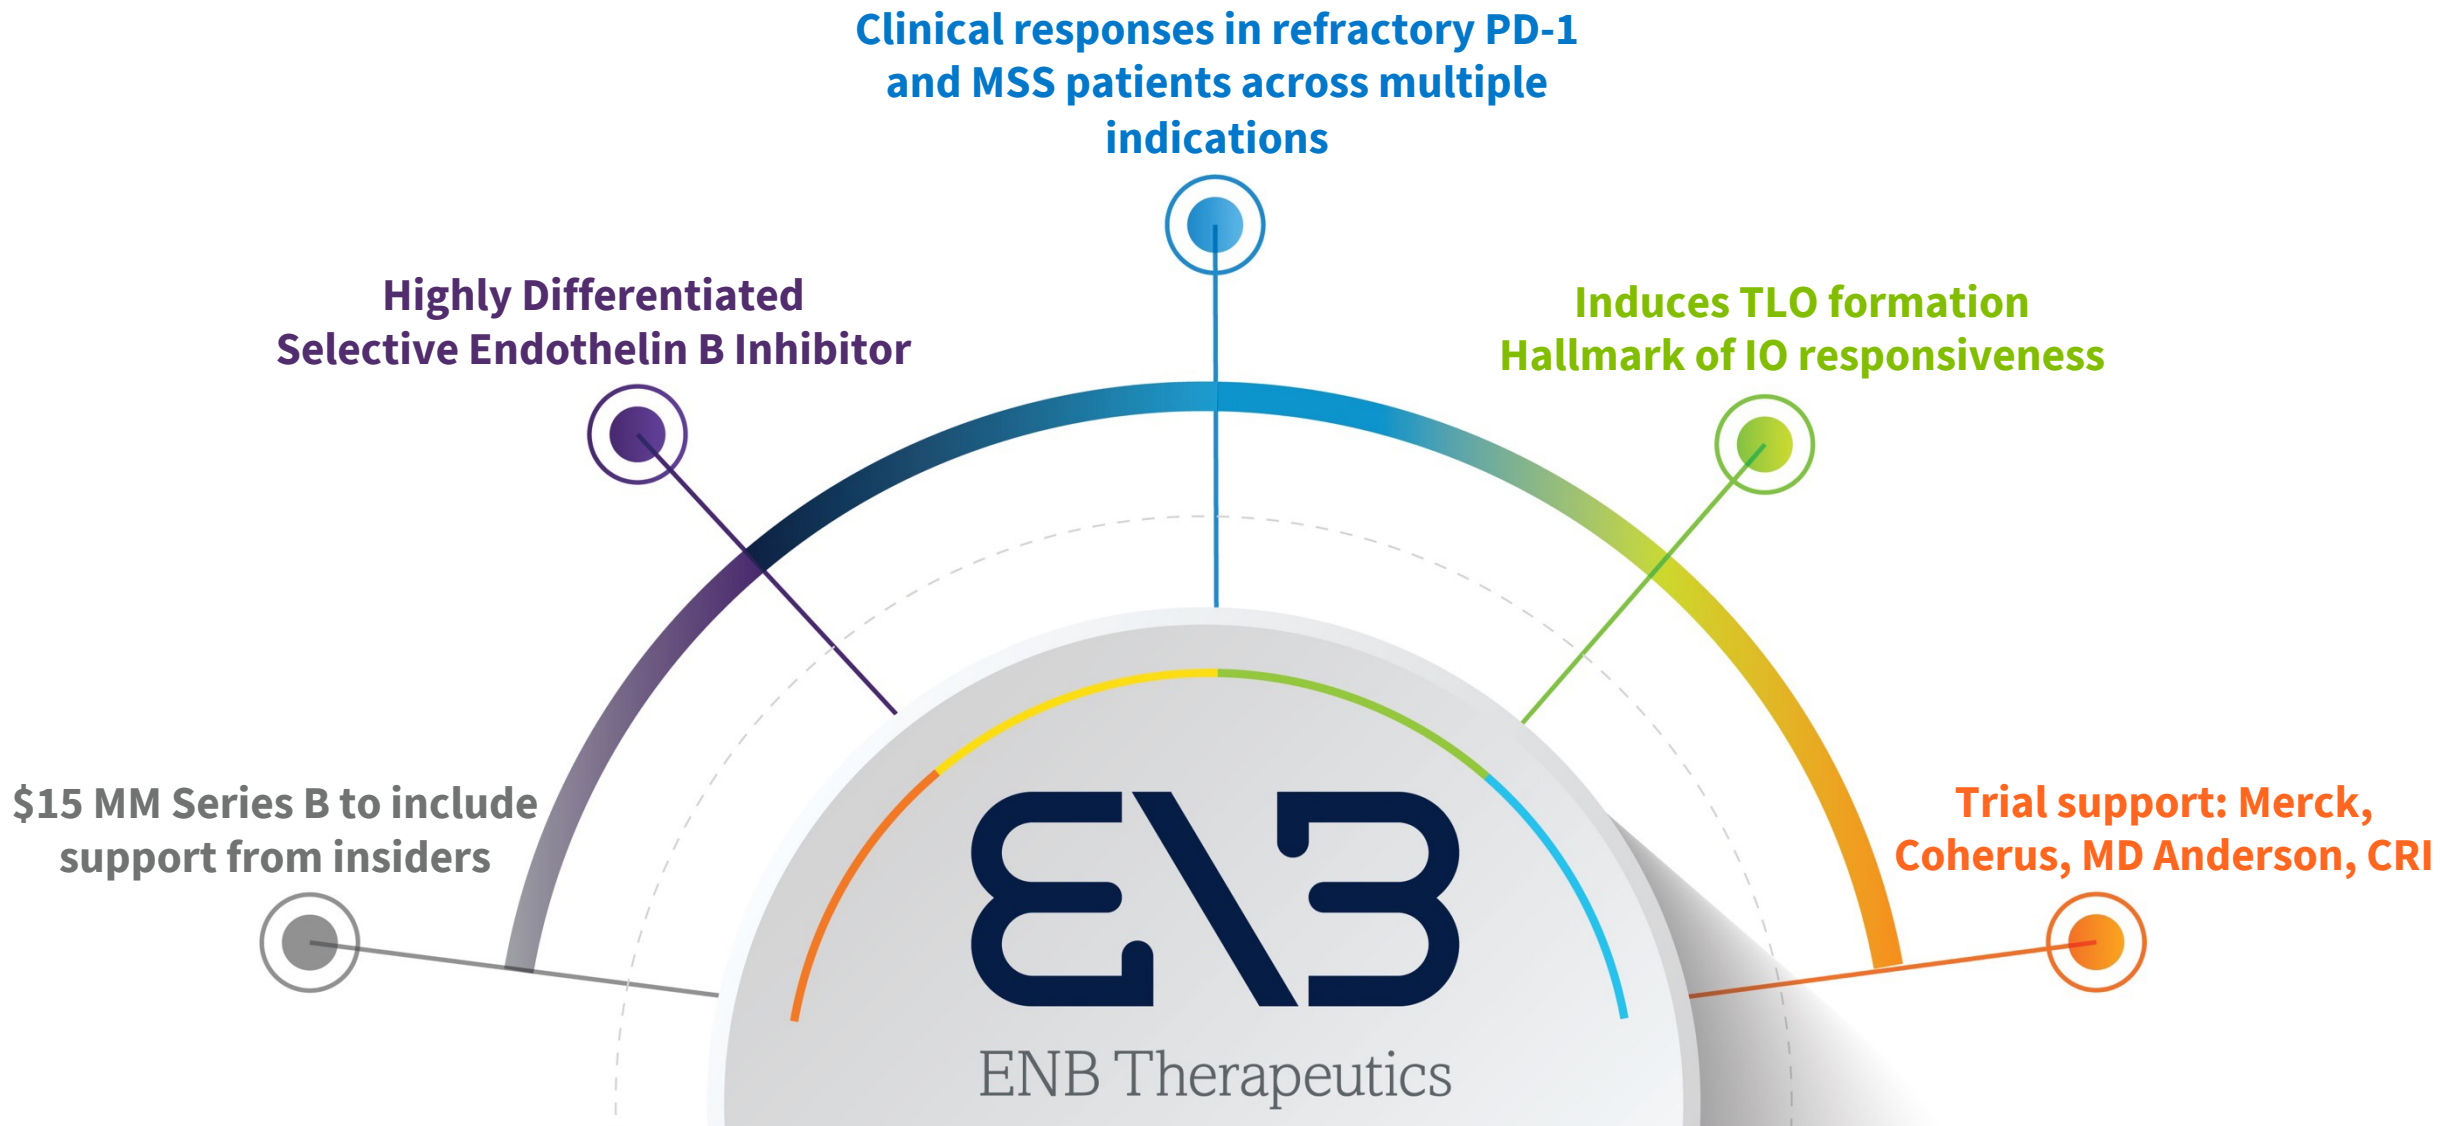 Clinical responses in refractory PD-1
and MSS patients across multiple
indications
Highly Differentiated
Selective Endothelin B Inhibitor
Induces TLO formation
Hallmark of IO responsiveness
$15 MM Series B to include
support from insiders
Trial support: Merck,
Coherus, MD Anderson, CRI
ENB
ENB Therapeutics